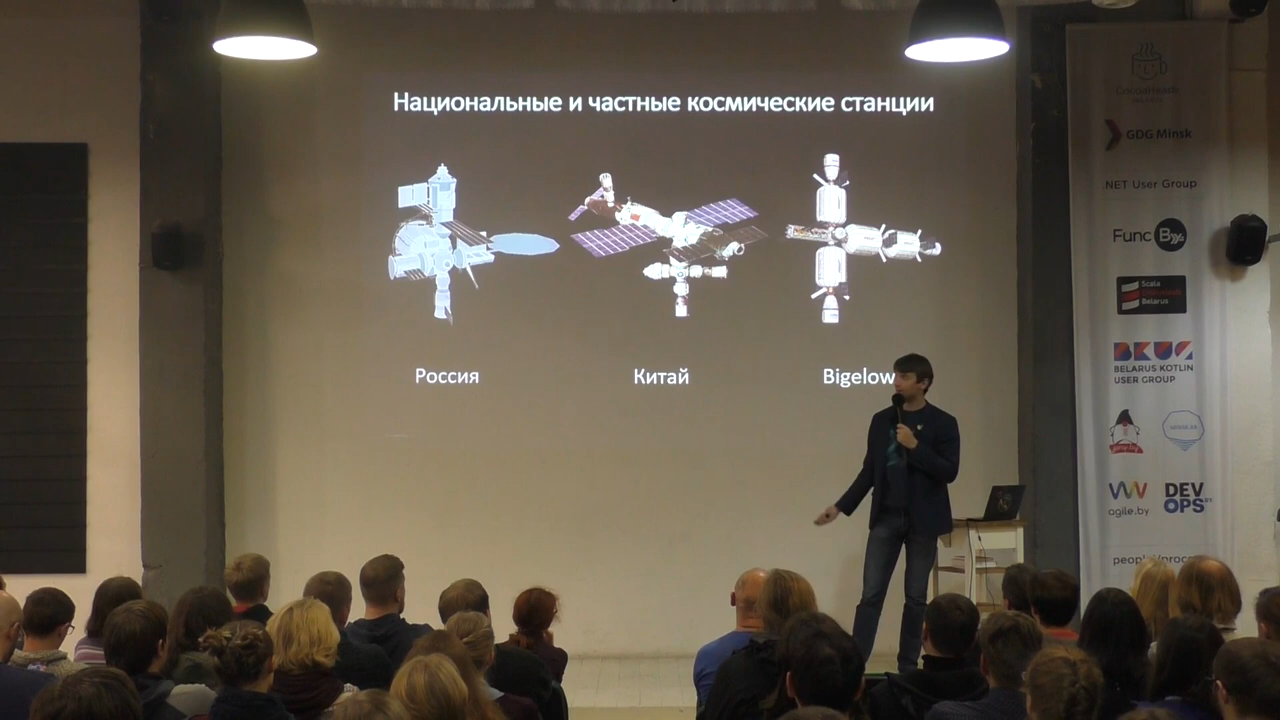 Национальные и частные космические станции
Россия
Китай
Bigelow
GDG Minsk
.NET User Group
Func
By
Scala
Belarus
BKUG
BELARUS KOTLIN
USER GROUP
agile.by
DEV
OPS